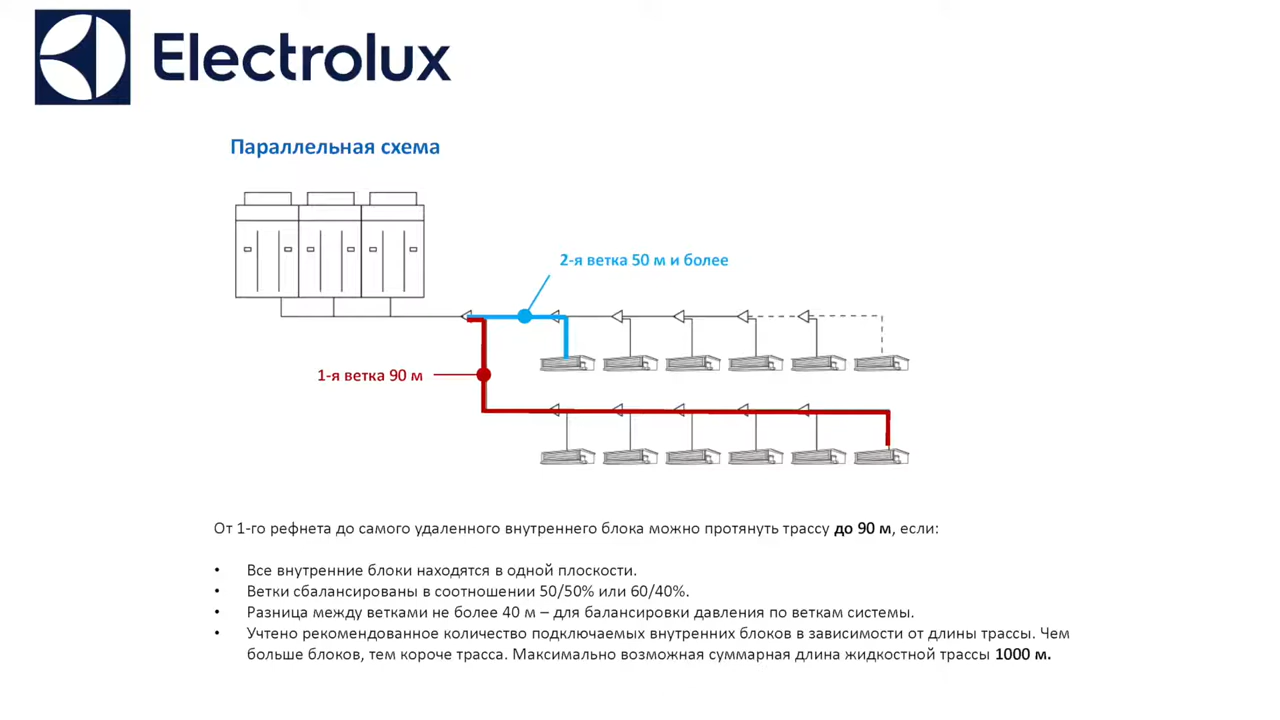 Electrolux
Параллельная схема
2-я ветка 50 м и более
1-я ветка 90 м
От 1-го рефнета до самого удаленного внутреннего блока можно протянуть трассу до 90 м, если:
• Все внутренние блоки находятся в одной плоскости.
• Ветки сбалансированы в соотношении 50/50% или 60/40%.
• Разница между ветками не более 40 м – для балансировки давления по веткам системы.
• Учтено рекомендованное количество подключаемых внутренних блоков в зависимости от длины трассы. Чем
больше блоков, тем короче трасса. Максимально возможная суммарная длина жидкостной трассы 1000 м.